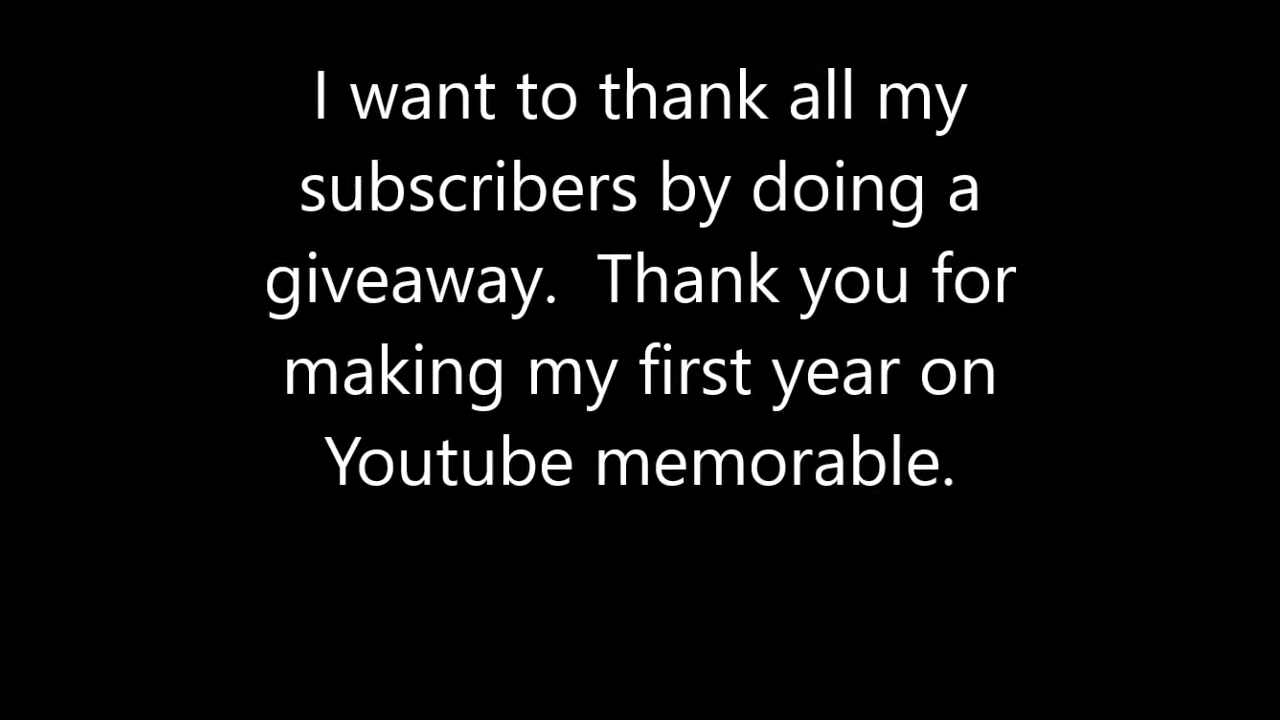 I want to thank all my
subscribers by doing a
giveaway.  Thank you for
making my first year on
Youtube memorable.